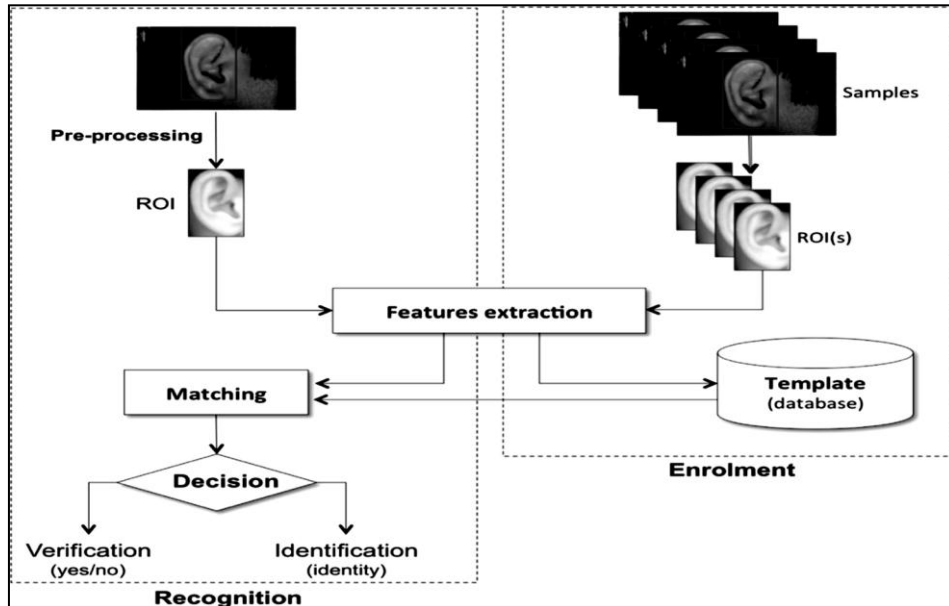 Samples
Pre-processing
ROI
ROI(s)
Features extraction
Matching
Template
(database)
Decision
Enrolment
Verification
(yes/no)
Identification
(identity)
Recognition